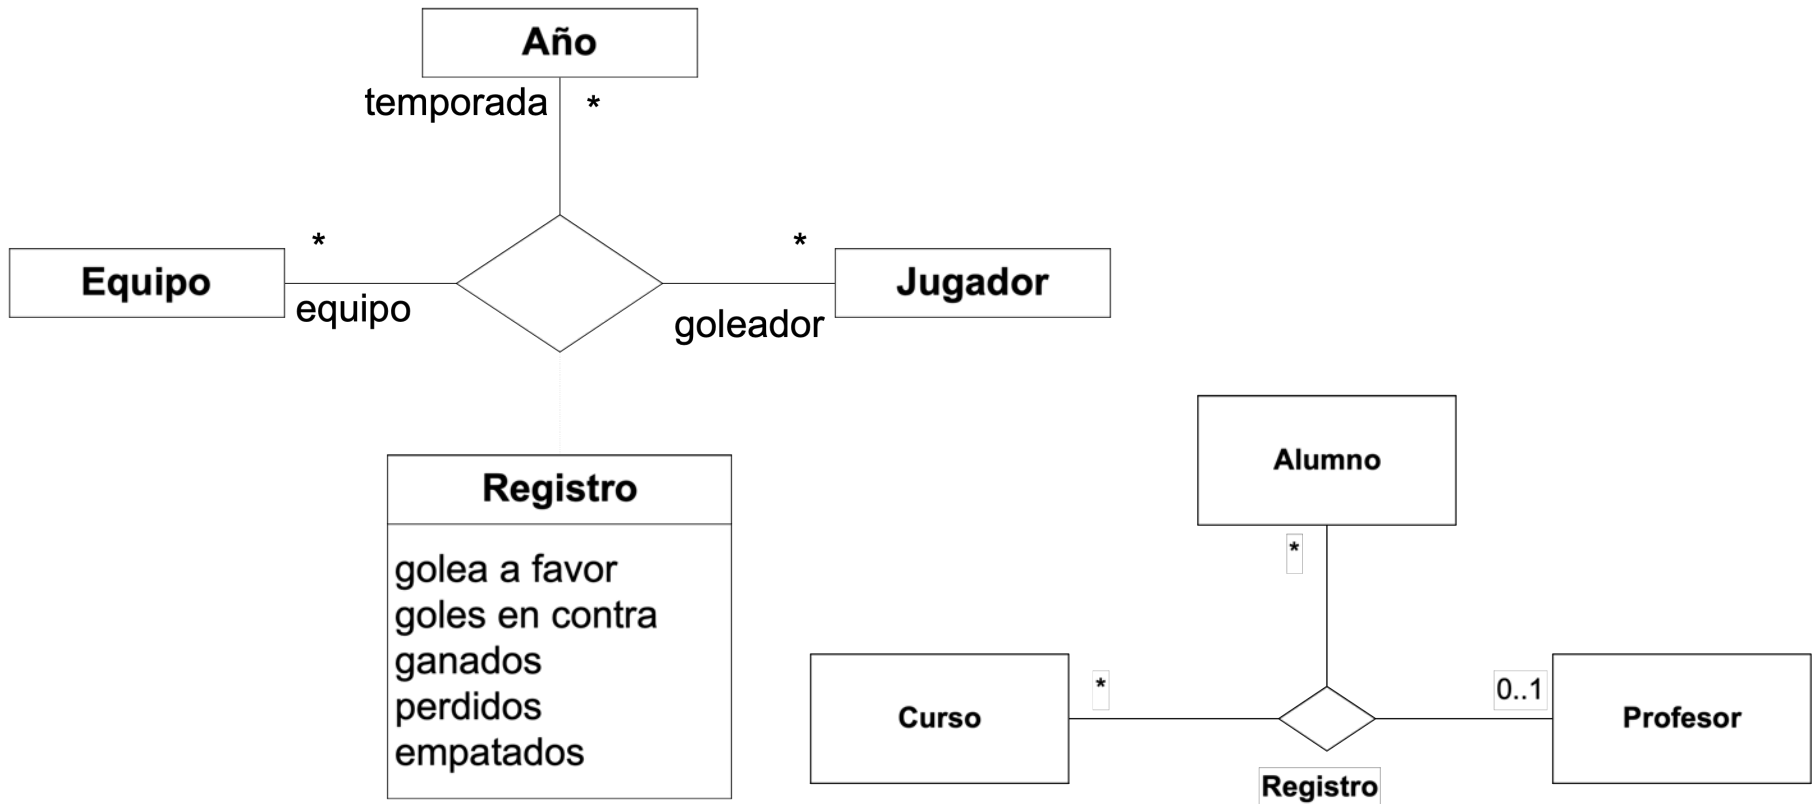 Año
temporada *
*
*
Equipo
Jugador
equipo
goleador
Registro
golea a favor
goles en contra
ganados
perdidos
empatados
Alumno
*
*
0..1
Curso
Profesor
Registro